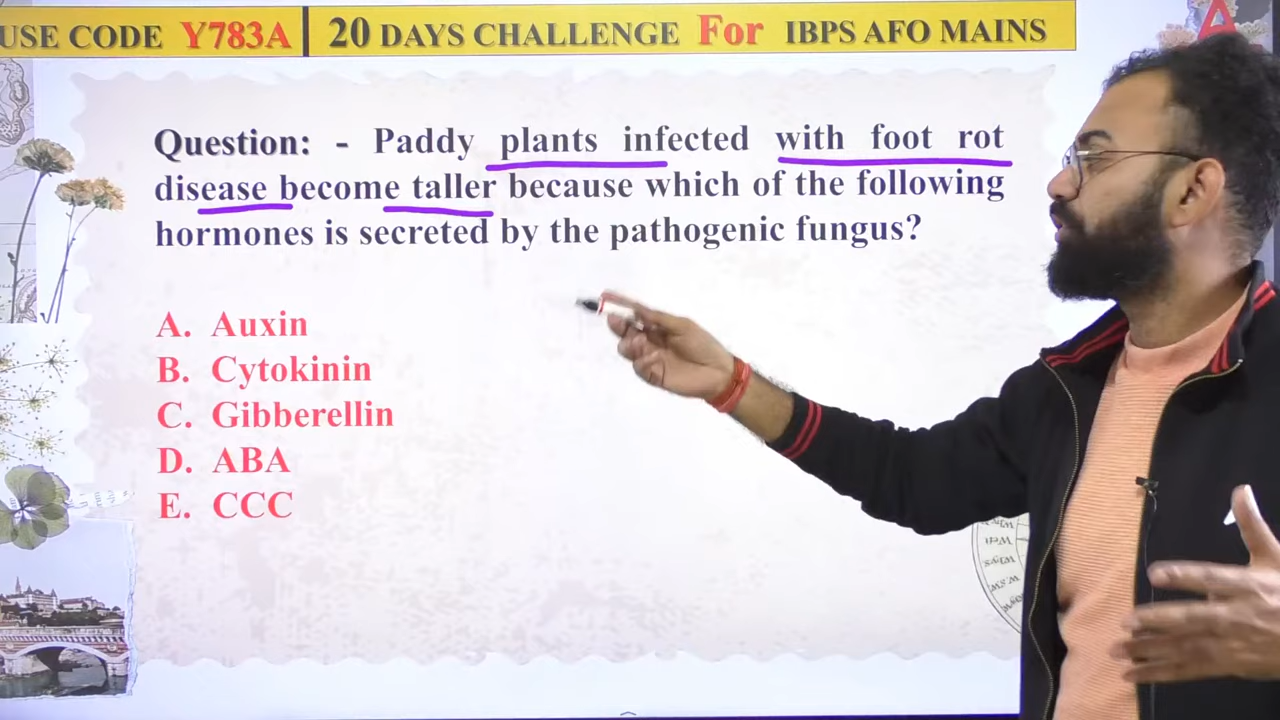 USE CODE Y783A 20 DAYS CHALLENGE For IBPS AFO MAINS
Question: - Paddy plants infected with foot rot
disease become taller because which of the following
hormones is secreted by the pathogenic fungus?
A. Auxin
B. Cytokinin
C. Gibberellin
D. ABA
E. CCC